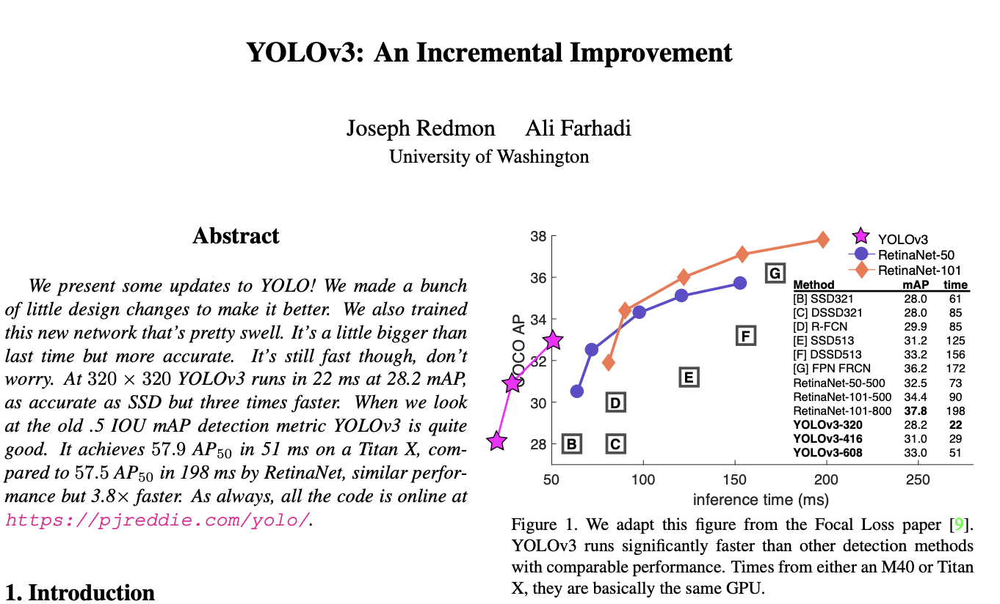 YOLOv3: An Incremental Improvement
Joseph Redmon Ali Farhadi
University of Washington
Abstract
We present some updates to YOLO! We made a bunch
of little design changes to make it better. We also trained
this new network that's pretty swell. It's a little bigger than
last time but more accurate. It's still fast though, don't
worry. At 320 × 320 YOLOv3 runs in 22 ms at 28.2 mAP,
as accurate as SSD but three times faster. When we look
at the old .5 IOU mAP detection metric YOLOv3 is quite
good. It achieves 57.9 AP50 in 51 ms on a Titan X, com-
pared to 57.5 AP50 in 198 ms by RetinaNet, similar perfor-
mance but 3.8× faster. As always, all the code is online at
https://pjreddie.com/yolo/.
1. Introduction
38
36
34
32
30
28
COCO AP
50 100 150 200 250
inference time (ms)
B
C
D
E
F
G
YOLOv3
RetinaNet-50
RetinaNet-101
Method mAP time
[B] SSD321 28.0 61
[C] DSSD321 28.0 85
[D] R-FCN 29.9 85
[E] SSD513 31.2 125
[F] DSSD513 33.2 156
[G] FPN FRCN 36.2 172
RetinaNet-50-500 32.5 73
RetinaNet-101-500 34.4 90
RetinaNet-101-800 37.8 198
YOLOv3-320 28.2 22
YOLOv3-416 31.0 29
YOLOv3-608 33.0 51
Figure 1. We adapt this figure from the Focal Loss paper [9].
YOLOv3 runs significantly faster than other detection methods
with comparable performance. Times from either an M40 or Titan
X, they are basically the same GPU.